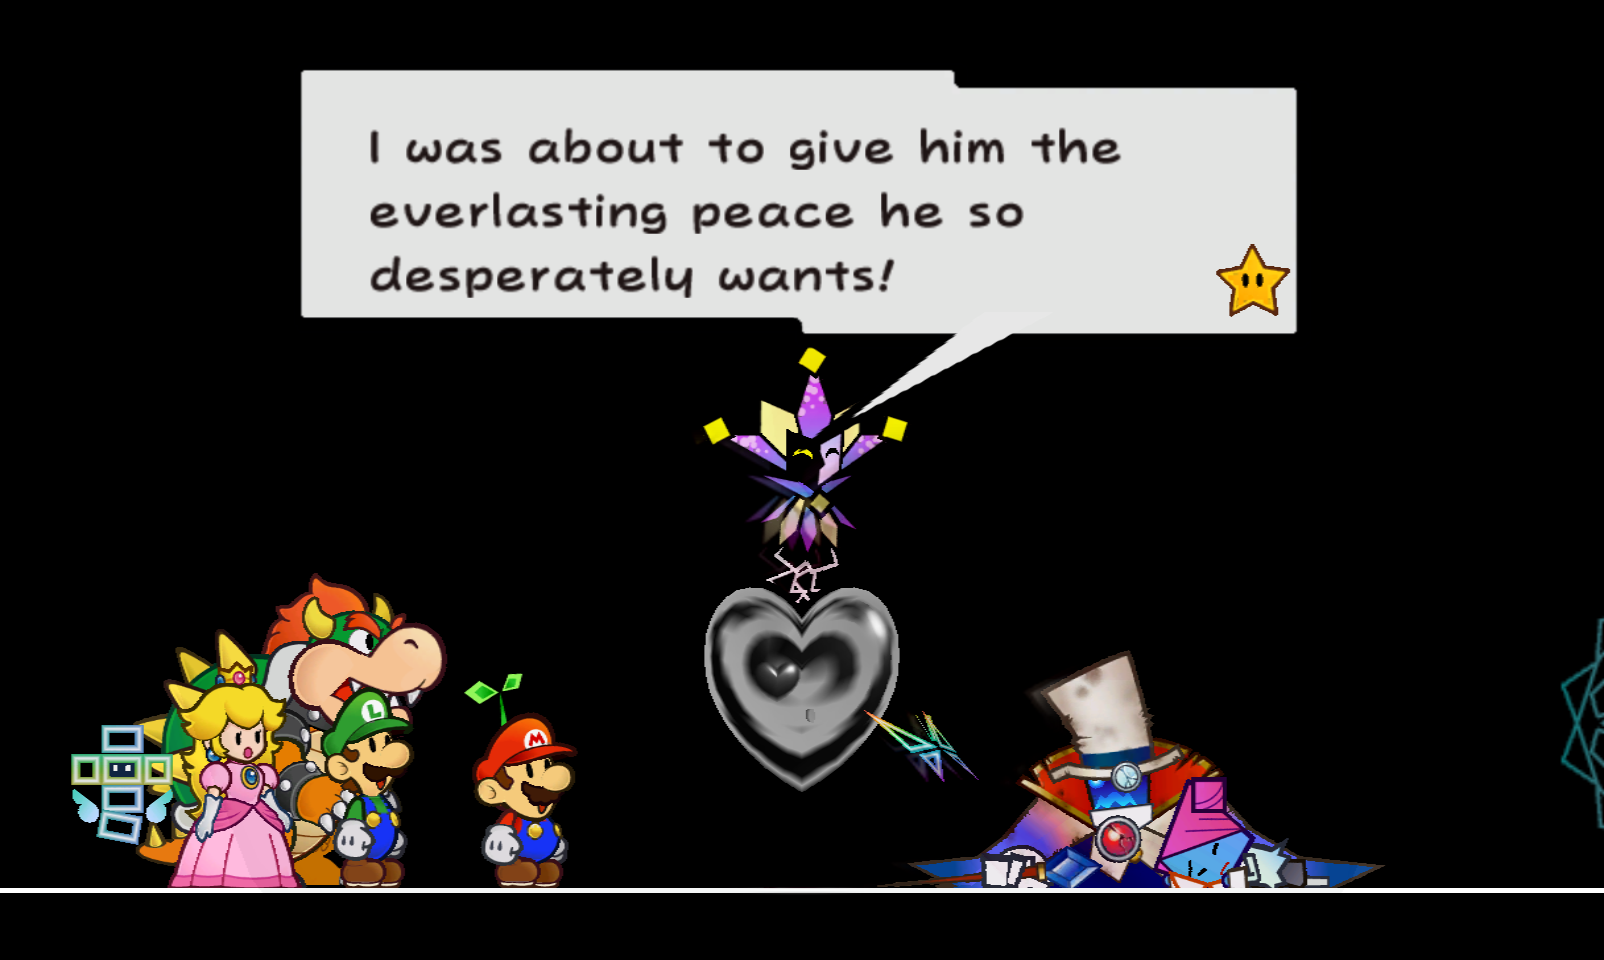 I was about to give him the
everlasting peace he so
desperately wants!
L
M